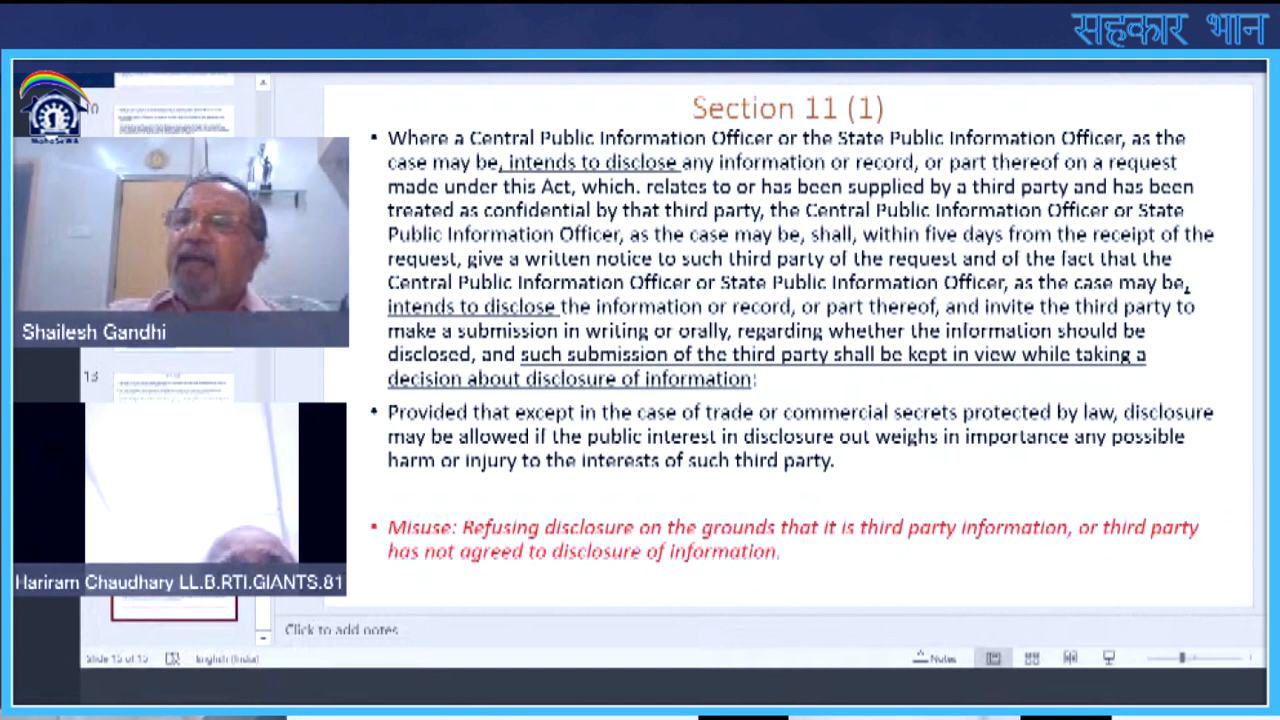 सहकार भान
MahaSeWA
10
Section 11 (1)
• Where a Central Public Information Officer or the State Public Information Officer, as the
case may be, intends to disclose any information or record, or part thereof on a request
made under this Act, which. relates to or has been supplied by a third party and has been
treated as confidential by that third party, the Central Public Information Officer or State
Public Information Officer, as the case may be, shall, within five days from the receipt of the
request, give a written notice to such third party of the request and of the fact that the
Central Public Information Officer or State Public Information Officer, as the case may be,
intends to disclose the information or record, or part thereof, and invite the third party to
make a submission in writing or orally, regarding whether the information should be
disclosed, and such submission of the third party shall be kept in view while taking a
decision about disclosure of information:
• Provided that except in the case of trade or commercial secrets protected by law, disclosure
may be allowed if the public interest in disclosure out weighs in importance any possible
harm or injury to the interests of such third party.
• Misuse: Refusing disclosure on the grounds that it is third party information, or third party
has not agreed to disclosure of information.
Shailesh Gandhi
13
Hariram Chaudhary LL.B.RTI.GIANTS.81
Click to add notes
Slide 15 of 15 English (India)
Notes